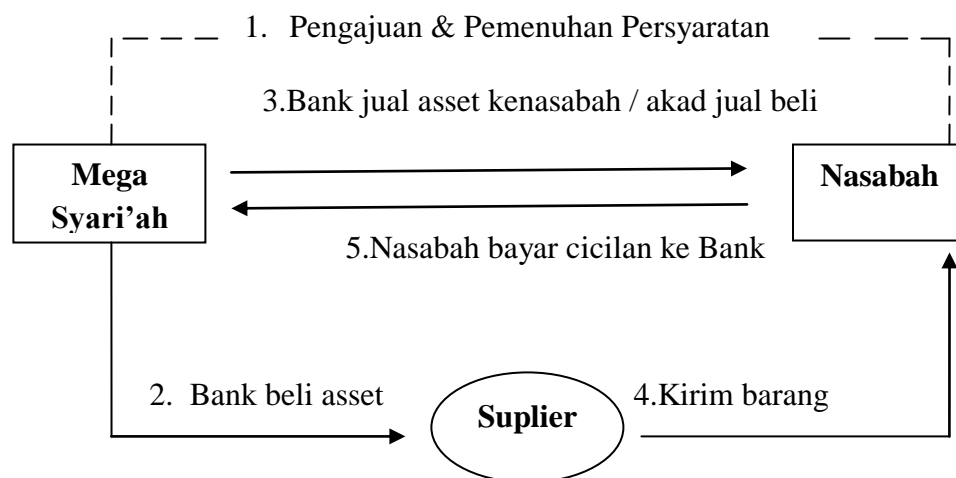 1. Pengajuan & Pemenuhan Persyaratan
3.Bank jual asset kenasabah / akad jual beli
Mega
Syari’ah
Nasabah
5.Nasabah bayar cicilan ke Bank
2. Bank beli asset
Suplier
4.Kirim barang